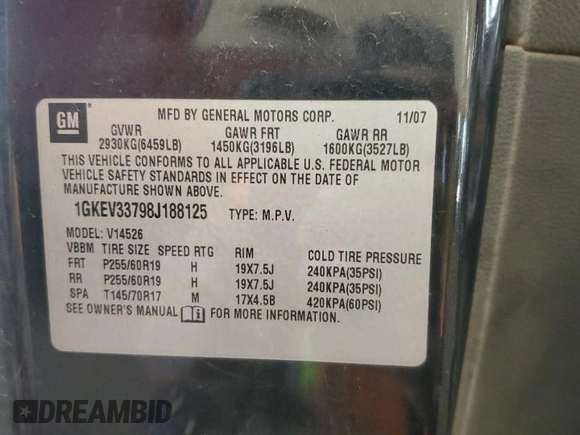 GM
MFD BY GENERAL MOTORS CORP. 11/07
GVWR GAWR FRT GAWR RR
2930KG(6459LB) 1450KG(3196LB) 1600KG(3527LB)
THIS VEHICLE CONFORMS TO ALL APPLICABLE U.S. FEDERAL MOTOR
VEHICLE SAFETY STANDARDS IN EFFECT ON THE DATE OF
MANUFACTURE SHOWN ABOVE.
1GKEV33798J188125 TYPE: M.P.V.
MODEL: V14526
VBBM TIRE SIZE SPEED RTG RIM COLD TIRE PRESSURE
FRT P255/60R19 H 19X7.5J 240KPA(35PSI)
RR P255/60R19 H 19X7.5J 240KPA(35PSI)
SPA T145/70R17 M 17X4.5B 420KPA(60PSI)
SEE OWNER'S MANUAL FOR MORE INFORMATION.
DREAMBID